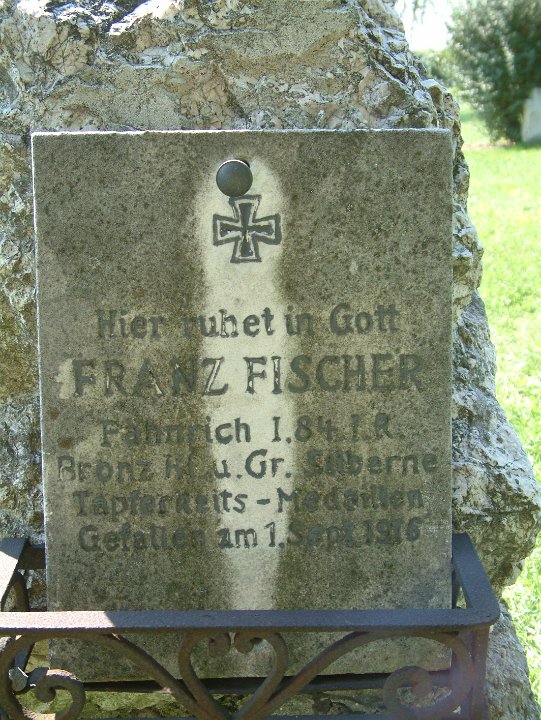 Hier ruhet in Gott
FRANZ FISCHER
Fähnrich I. 84. I. R.
Bronz. Kl. u. Gr. Silberne
Tapferkeits - Medaillen
Gefallen am 1. Sept. 1916